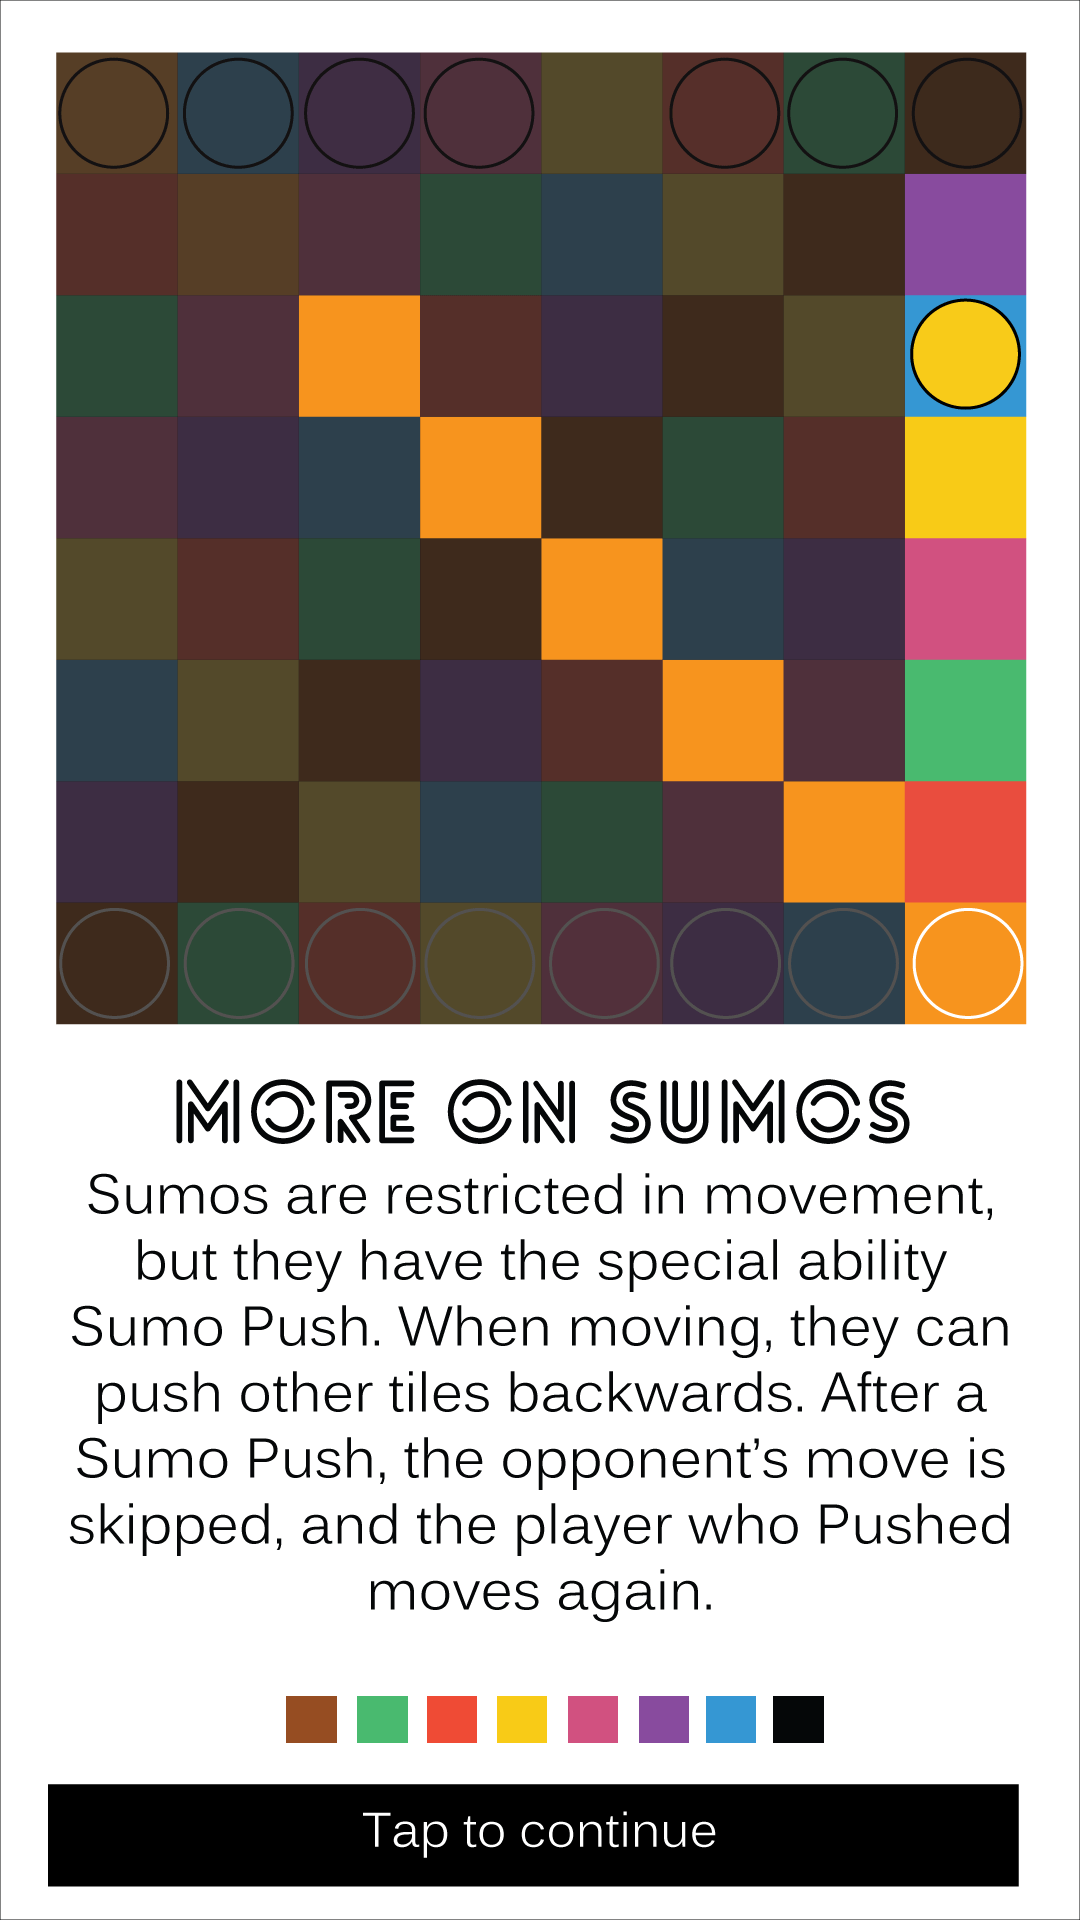 MORE ON SUMOS
Sumos are restricted in movement,
but they have the special ability
Sumo Push. When moving, they can
push other tiles backwards. After a
Sumo Push, the opponent’s move is
skipped, and the player who Pushed
moves again.
Tap to continue